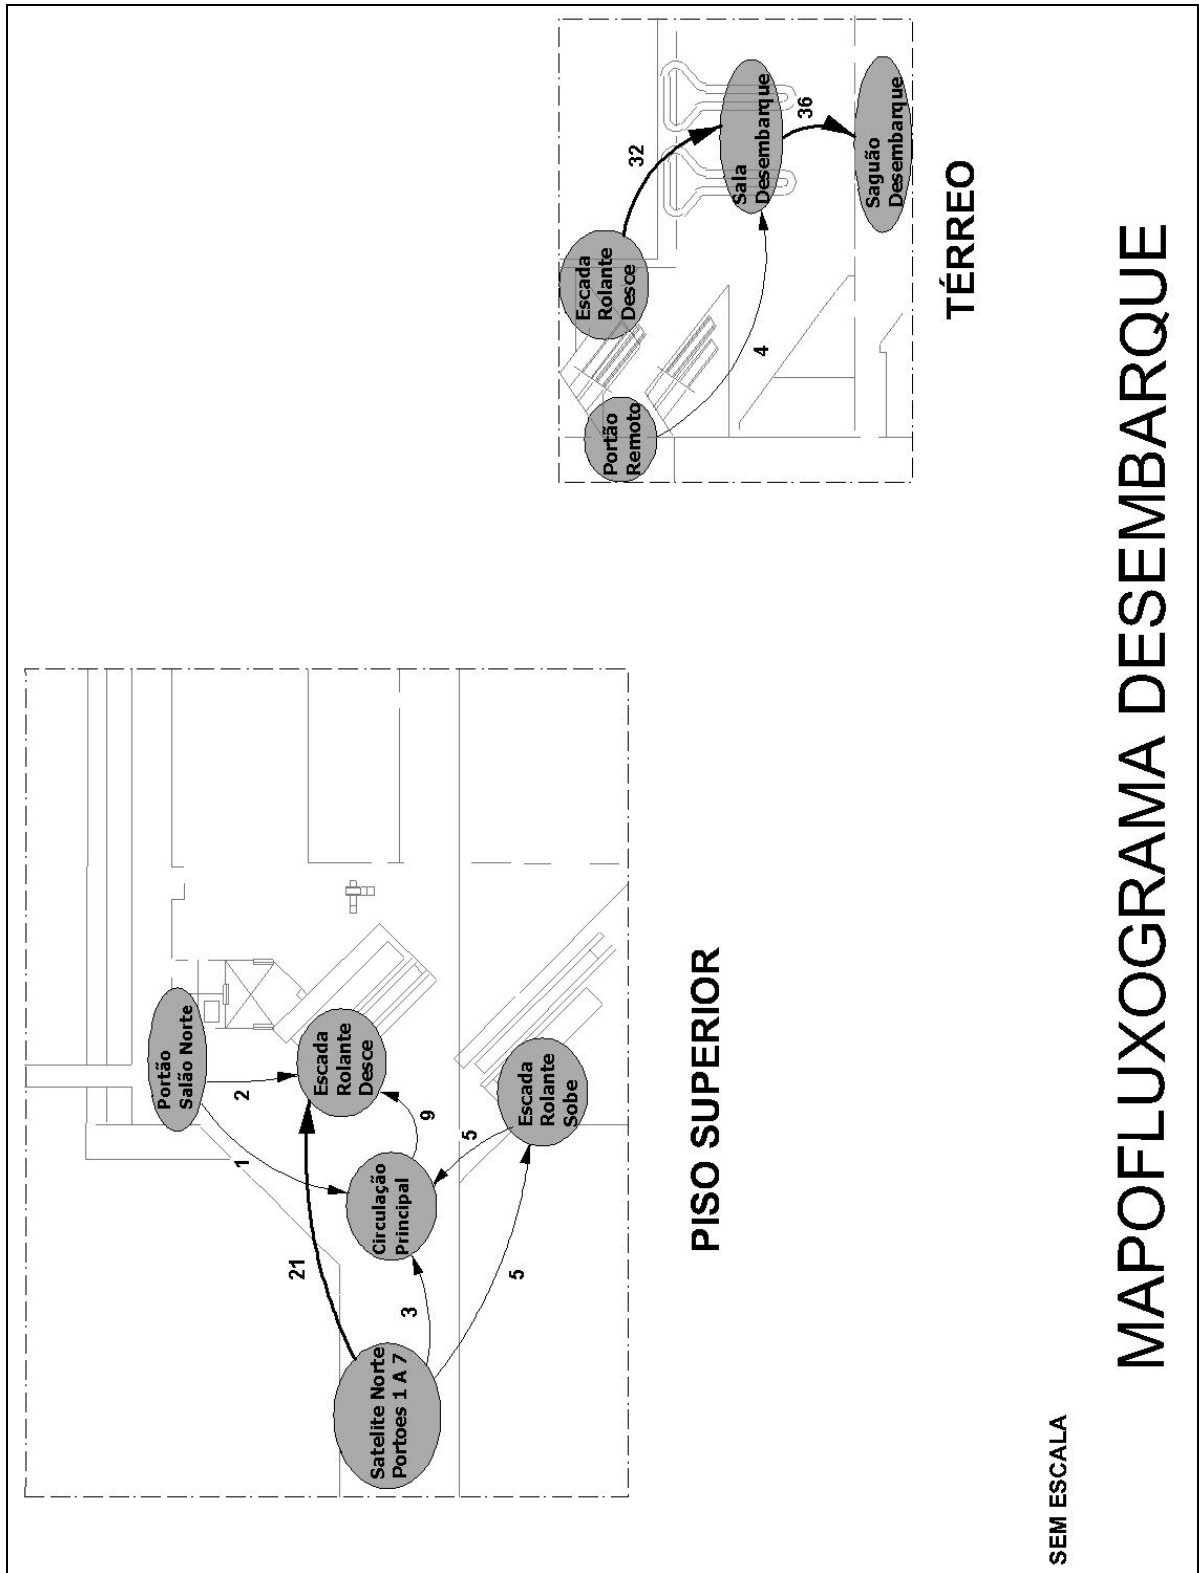 Portão
Salão Norte
2
1
Escada
Rolante
Desce
21
9
Circulação
Principal
5
Escada
Rolante
Sobe
3
5
Satelite Norte
Portoes 1 A 7
PISO SUPERIOR
Escada
Rolante
Desce
32
Portão
Remoto
4
Sala
Desembarque
36
Saguão
Desembarque
TÉRREO
SEM ESCALA
MAPOFLUXOGRAMA DESEMBARQUE